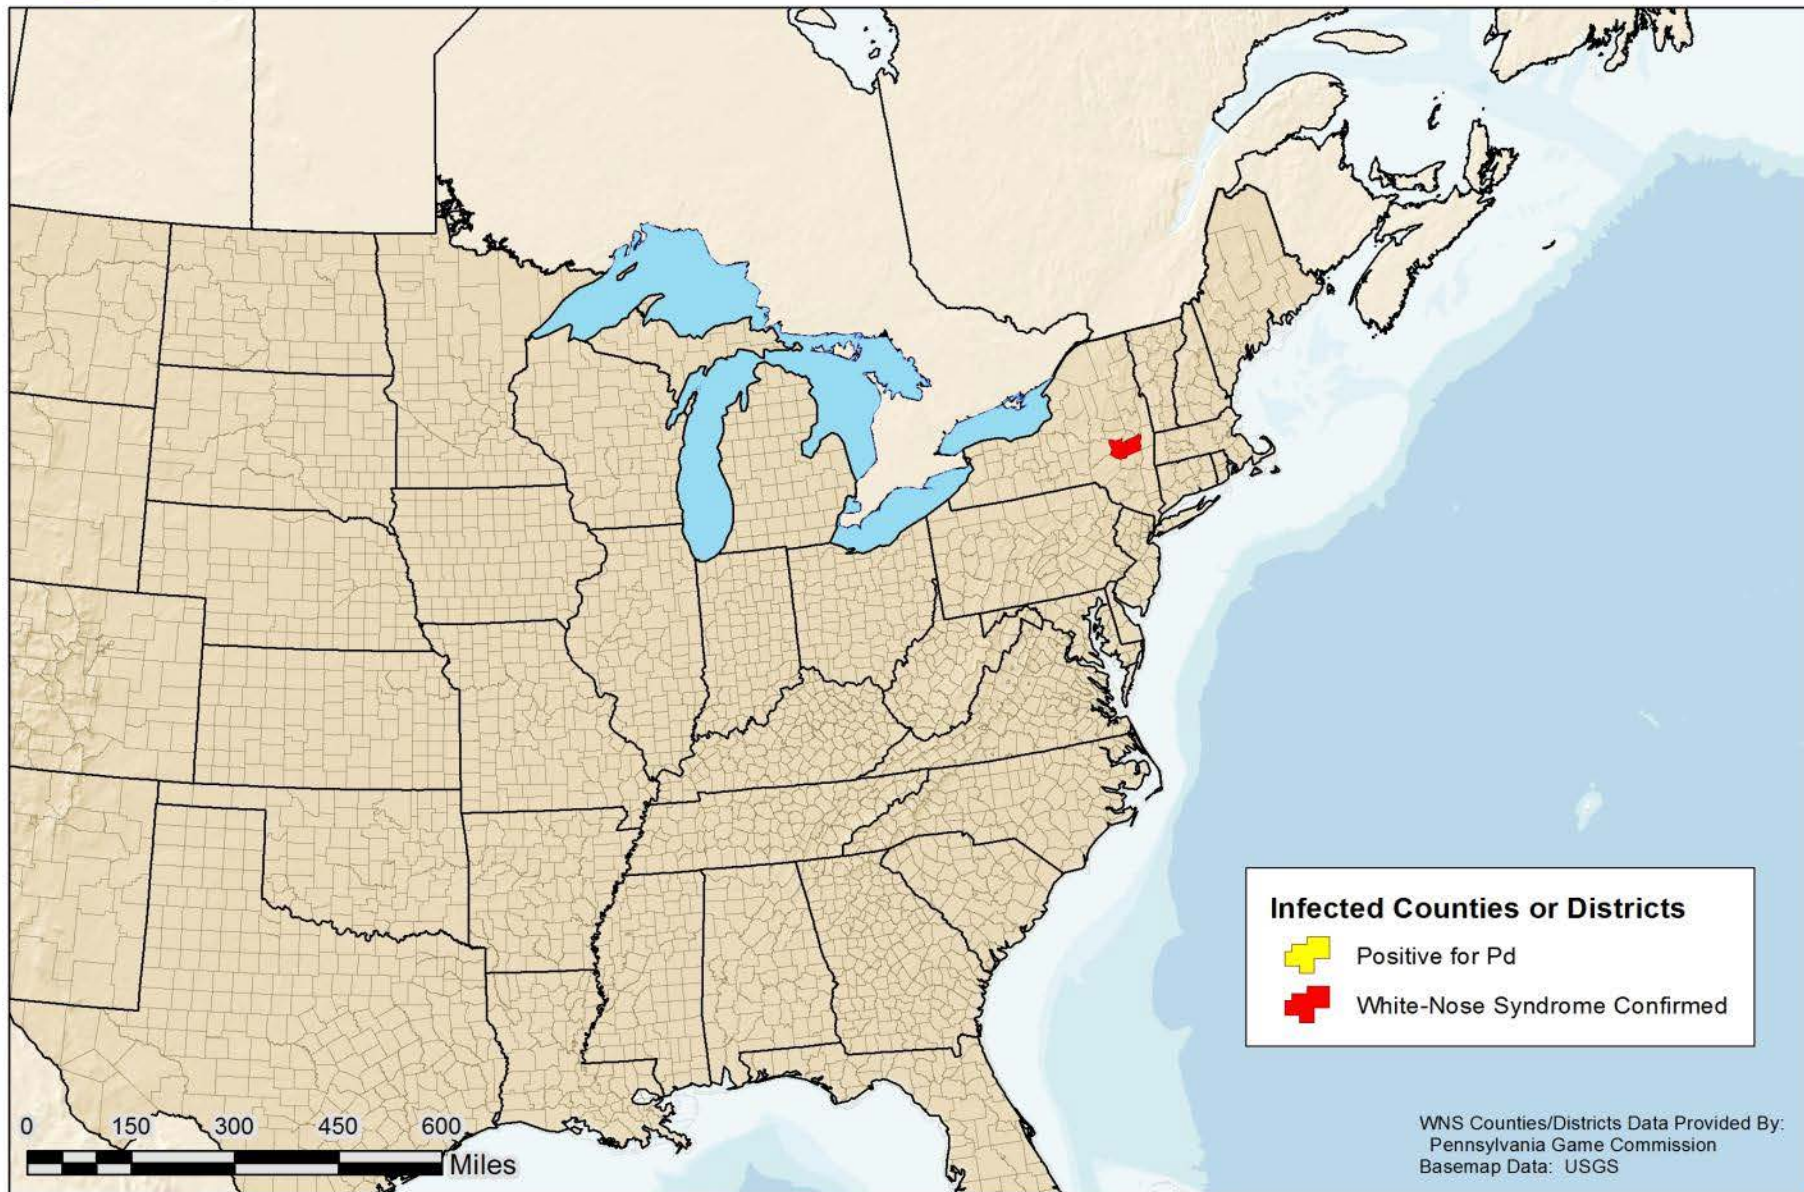 Infected Counties or Districts
Positive for Pd
White-Nose Syndrome Confirmed
0 150 300 450 600
Miles
WNS Counties/Districts Data Provided By:
Pennsylvania Game Commission
Basemap Data: USGS